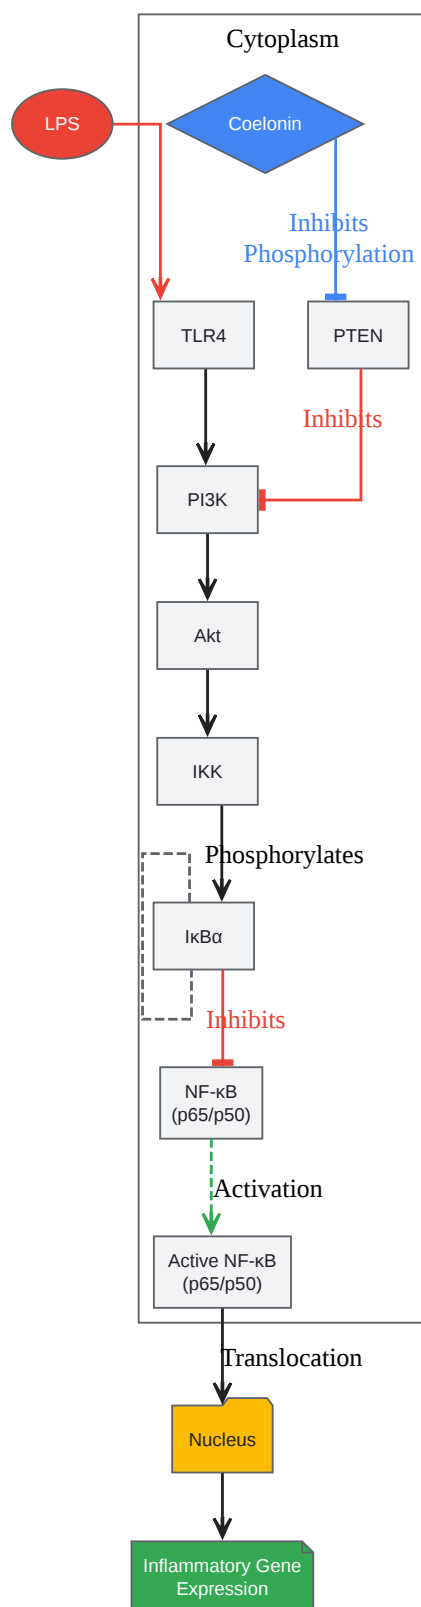 Cytoplasm
LPS
Coelonin
Inhibits
Phosphorylation
TLR4
PTEN
Inhibits
PI3K
Akt
IKK
Phosphorylates
IκBα
Inhibits
NF-κB
(p65/p50)
Activation
Active NF-κB
(p65/p50)
Translocation
Nucleus
Inflammatory Gene
Expression